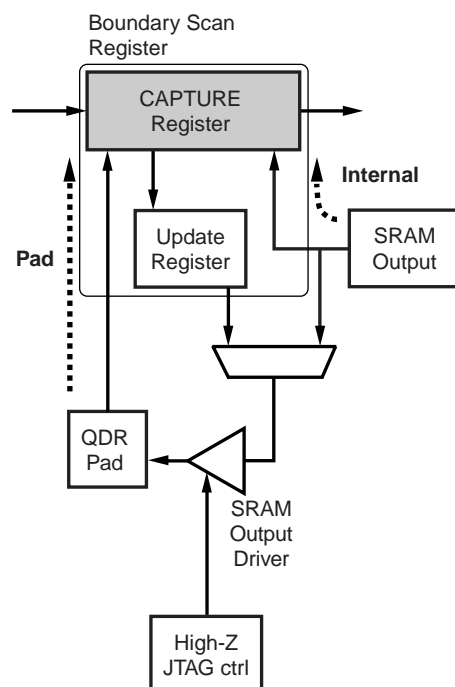 Boundary Scan
Register
CAPTURE
Register
Internal
Pad
Update
Register
SRAM
Output
QDR
Pad
SRAM
Output
Driver
High-Z
JTAG ctrl